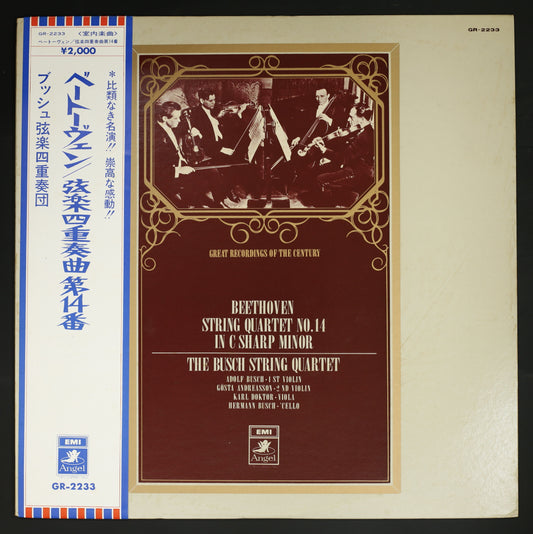 GR-2233 〈室内楽曲〉
ベートーヴェン/弦楽四重奏曲第14番
¥2,000
*比類なき名演!! 崇高な感動!!
ベートーヴェン/弦楽四重奏曲第14番
ブッシュ弦楽四重奏団
EMI
Angel
GR-2233
GR-2233
GREAT RECORDINGS OF THE CENTURY
BEETHOVEN
STRING QUARTET NO.14
IN C SHARP MINOR
THE BUSCH STRING QUARTET
ADOLF BUSCH-1 ST VIOLIN
GÖSTA ANDREASSON-2 ND VIOLIN
KARL DOKTOR-VIOLA
HERMANN BUSCH-'CELLO
EMI
Angel